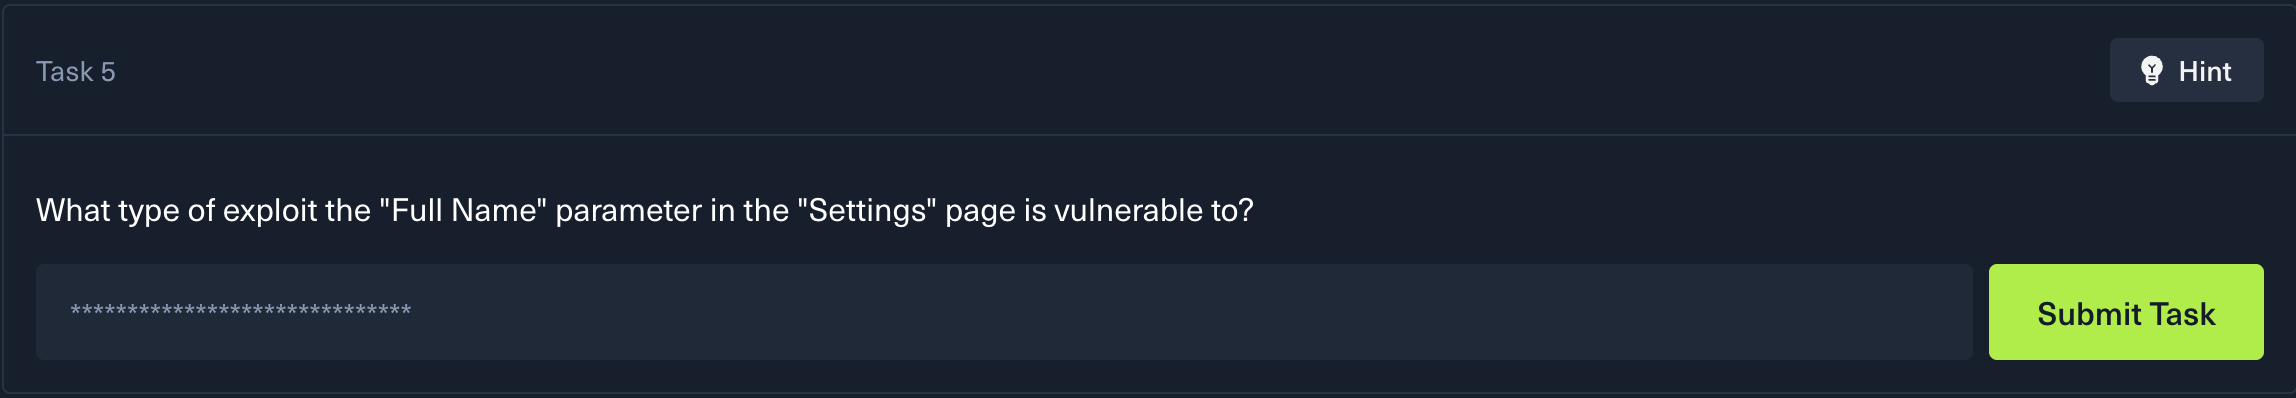 Task 5
Hint
What type of exploit the "Full Name" parameter in the "Settings" page is vulnerable to?
******************************
Submit Task